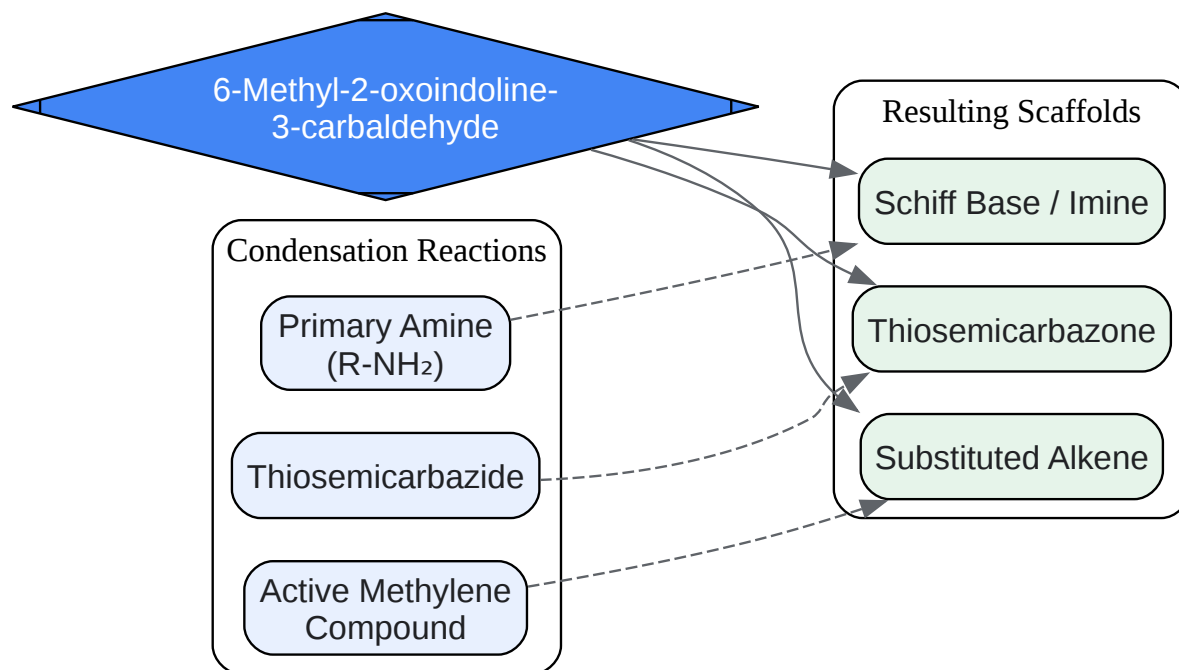 6-Methyl-2-oxoindoline-
3-carbaldehyde
Condensation Reactions
Primary Amine
(R-NH₂)
Thiosemicarbazide
Active Methylene
Compound
Resulting Scaffolds
Schiff Base / Imine
Thiosemicarbazone
Substituted Alkene